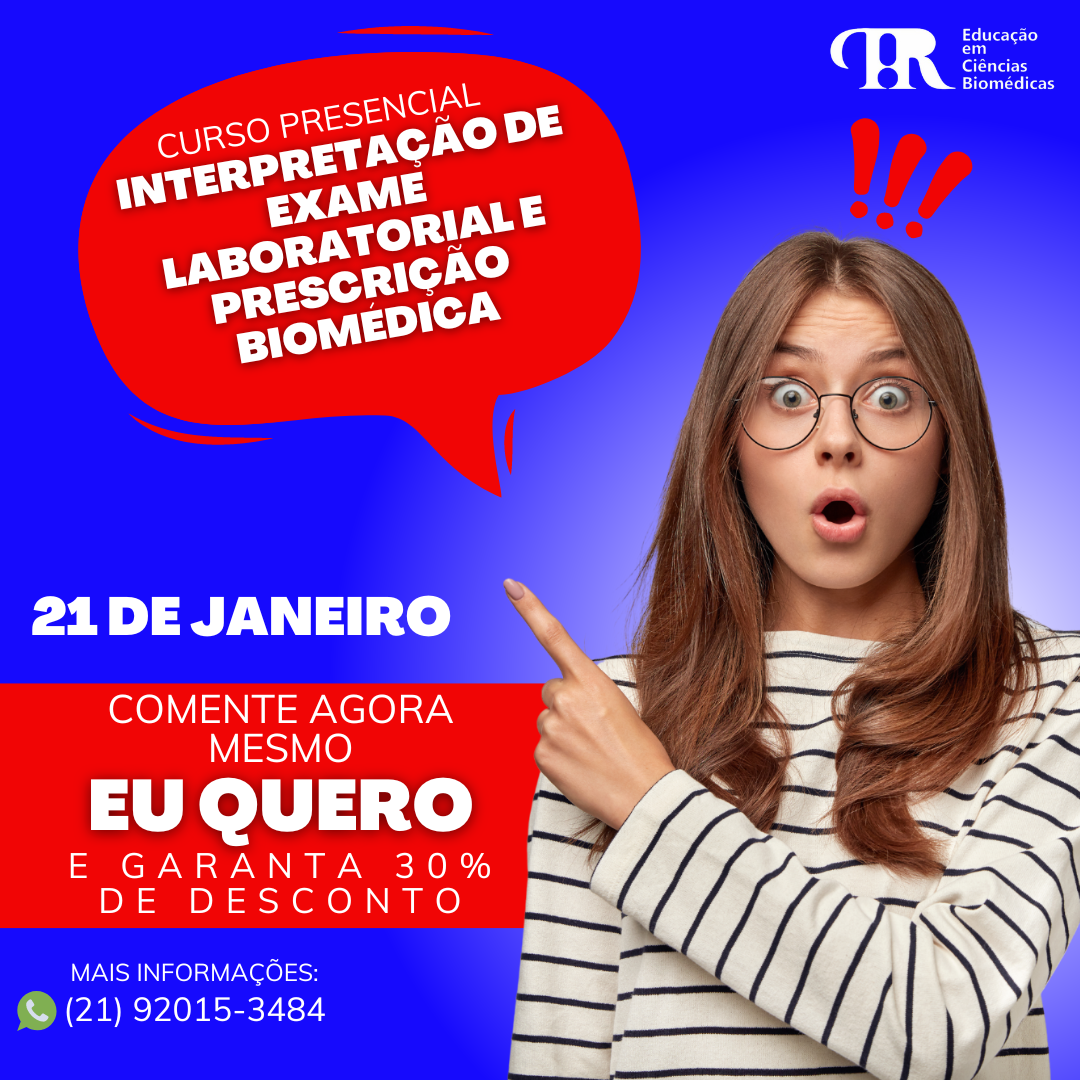 Educação
em
Ciências
Biomédicas
CURSO PRESENCIAL
INTERPRETAÇÃO DE
EXAME
LABORATORIAL E
PRESCRIÇÃO
BIOMÉDICA
!!!
21 DE JANEIRO
COMENTE AGORA
MESMO
EU QUERO
E GARANTA 30%
DE DESCONTO
MAIS INFORMAÇÕES:
(21) 92015-3484